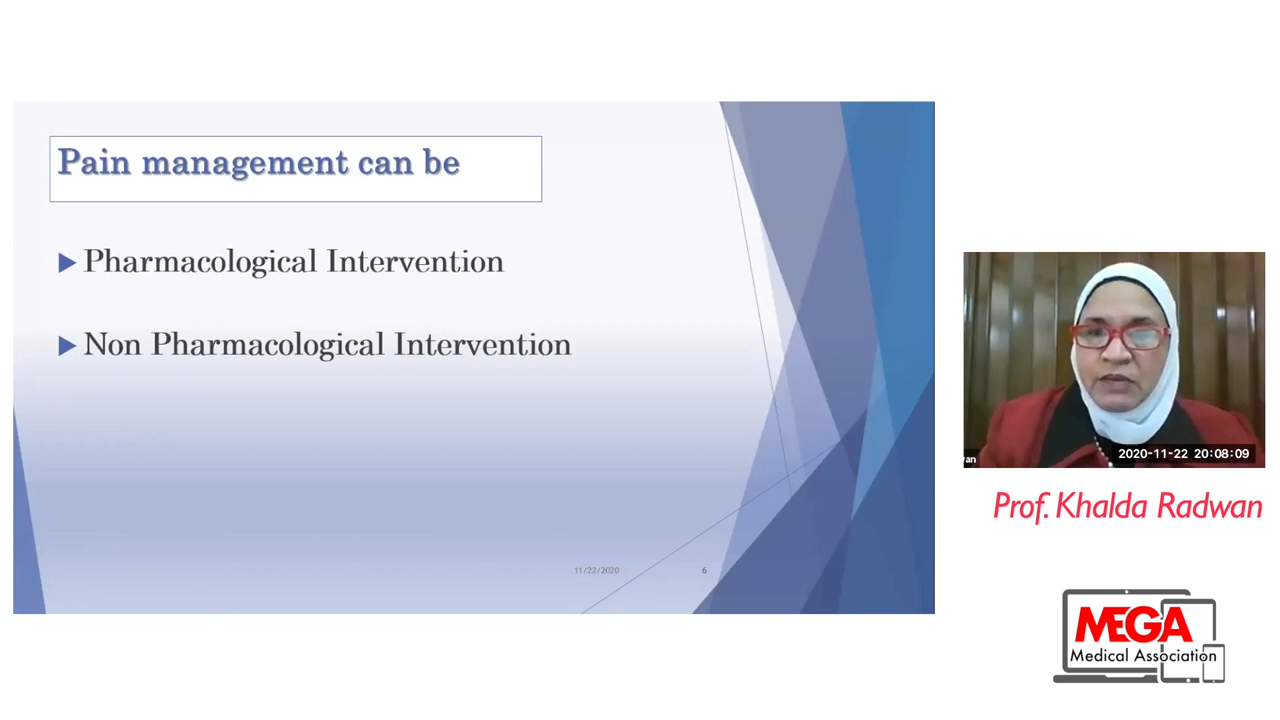 Pain management can be
Pharmacological Intervention
Non Pharmacological Intervention
11/22/2020
6
2020-11-22 20:08:09
Prof. Khalda Radwan
MEGA
Medical Association